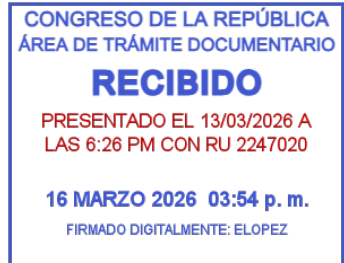 CONGRESO DE LA REPÚBLICA
ÁREA DE TRÁMITE DOCUMENTARIO
RECIBIDO
PRESENTADO EL 13/03/2026 A
LAS 6:26 PM CON RU 2247020
16 MARZO 2026 03:54 p. m.
FIRMADO DIGITALMENTE: ELOPEZ